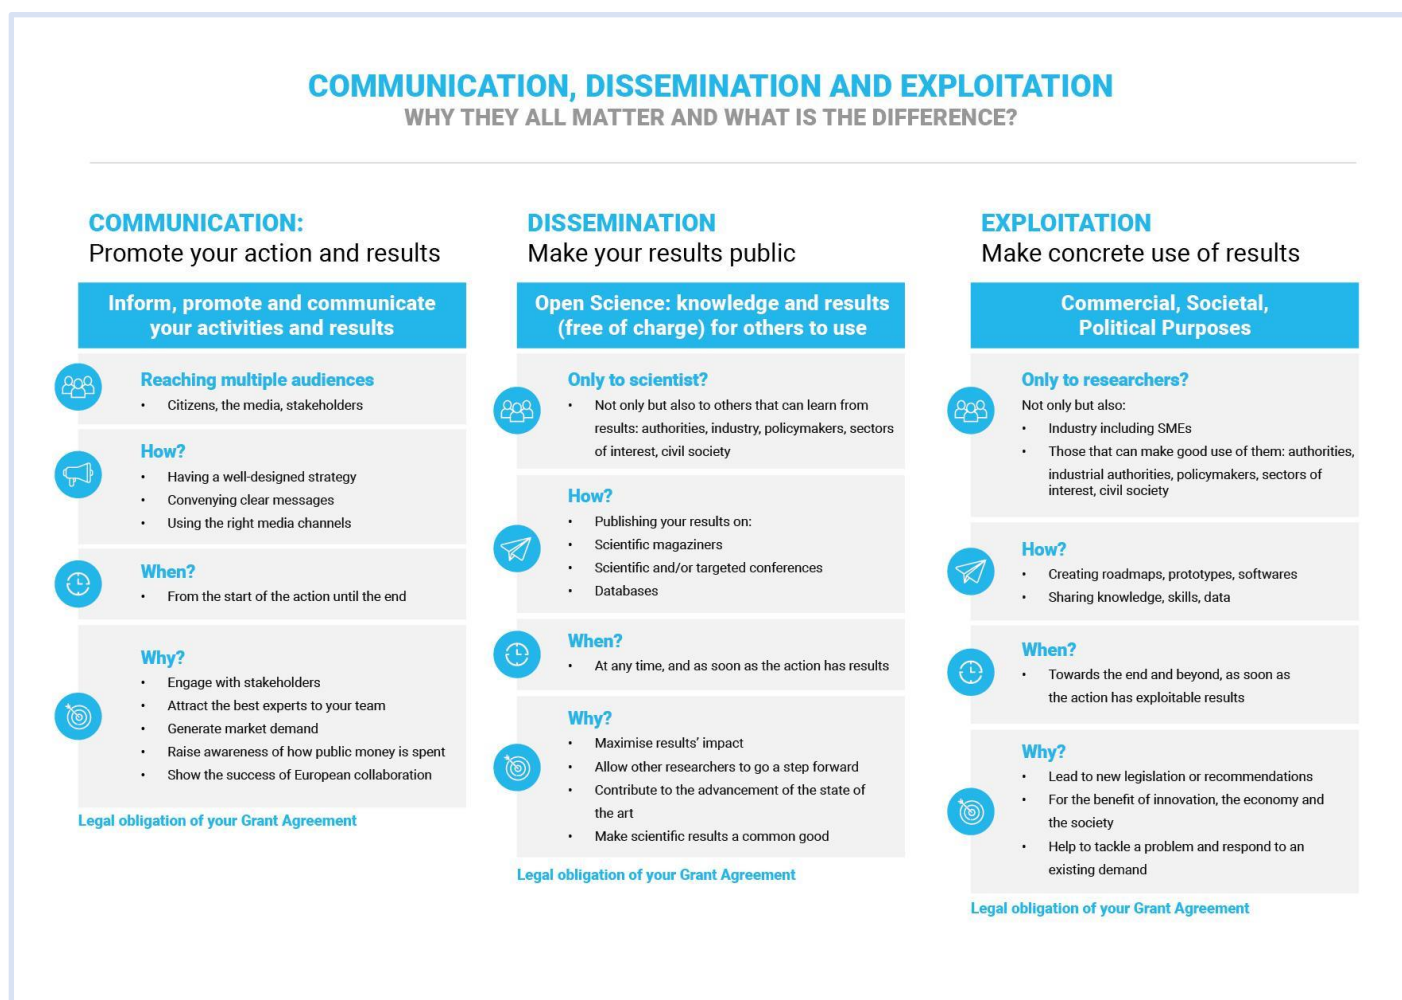 COMMUNICATION, DISSEMINATION AND EXPLOITATION
WHY THEY ALL MATTER AND WHAT IS THE DIFFERENCE?
COMMUNICATION:
Promote your action and results
Inform, promote and communicate
your activities and results
Reaching multiple audiences
• Citizens, the media, stakeholders
How?
• Having a well-designed strategy
• Convenying clear messages
• Using the right media channels
When?
• From the start of the action until the end
Why?
• Engage with stakeholders
• Attract the best experts to your team
• Generate market demand
• Raise awareness of how public money is spent
• Show the success of European collaboration
Legal obligation of your Grant Agreement
DISSEMINATION
Make your results public
Open Science: knowledge and results
(free of charge) for others to use
Only to scientist?
• Not only but also to others that can learn from
results: authorities, industry, policymakers, sectors
of interest, civil society
How?
• Publishing your results on:
• Scientific magaziners
• Scientific and/or targeted conferences
• Databases
When?
• At any time, and as soon as the action has results
Why?
• Maximise results' impact
• Allow other researchers to go a step forward
• Contribute to the advancement of the state of
the art
• Make scientific results a common good
Legal obligation of your Grant Agreement
EXPLOITATION
Make concrete use of results
Commercial, Societal,
Political Purposes
Only to researchers?
Not only but also:
• Industry including SMEs
• Those that can make good use of them: authorities,
industrial authorities, policymakers, sectors of
interest, civil society
How?
• Creating roadmaps, prototypes, softwares
• Sharing knowledge, skills, data
When?
• Towards the end and beyond, as soon as
the action has exploitable results
Why?
• Lead to new legislation or recommendations
• For the benefit of innovation, the economy and
the society
• Help to tackle a problem and respond to an
existing demand
Legal obligation of your Grant Agreement